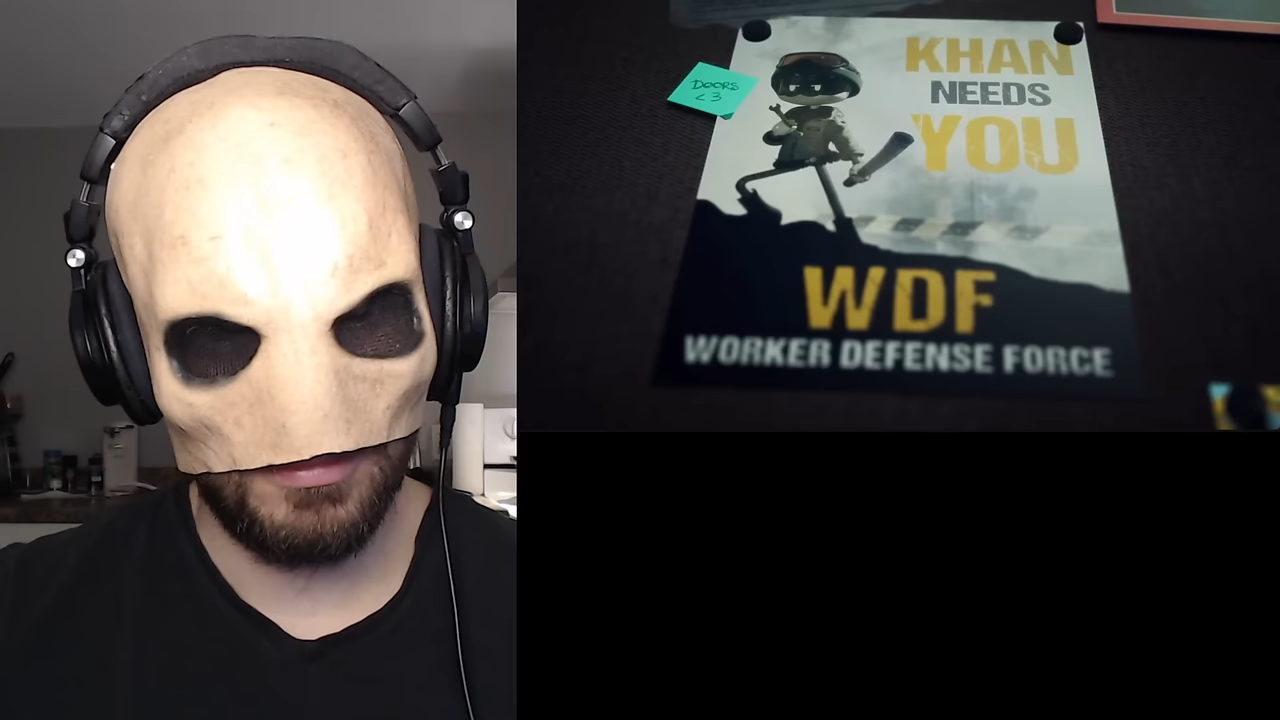 DOORS
<3
KHAN
NEEDS
YOU
WDF
WORKER DEFENSE FORCE